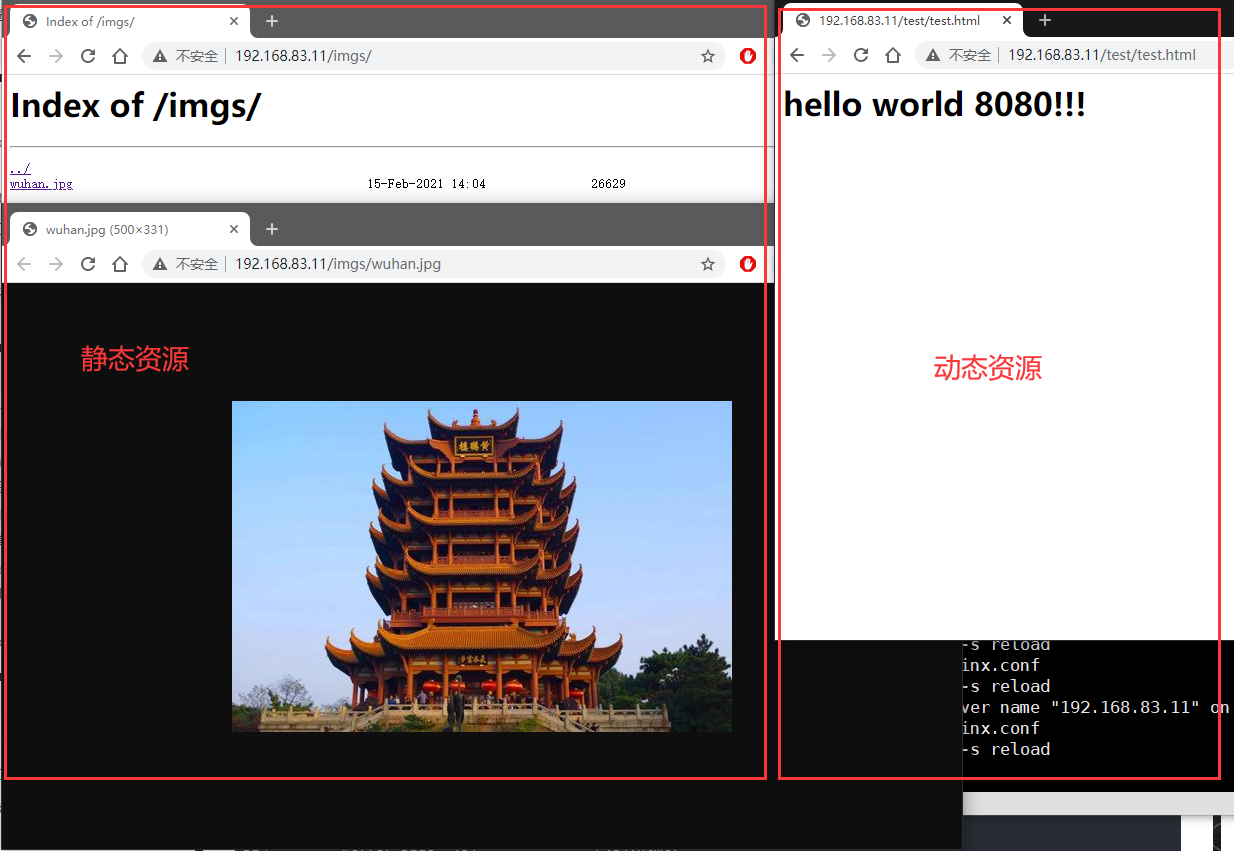 Index of /imgs/
不安全 192.168.83.11/imgs/
Index of /imgs/
../
wuhan.jpg 15-Feb-2021 14:04 26629
wuhan.jpg (500×331)
不安全 192.168.83.11/imgs/wuhan.jpg
静态资源
黄鹤楼
192.168.83.11/test/test.html
不安全 192.168.83.11/test/test.html
hello world 8080!!!
动态资源
-s reload
inx.conf
-s reload
ver name "192.168.83.11" on
inx.conf
-s reload